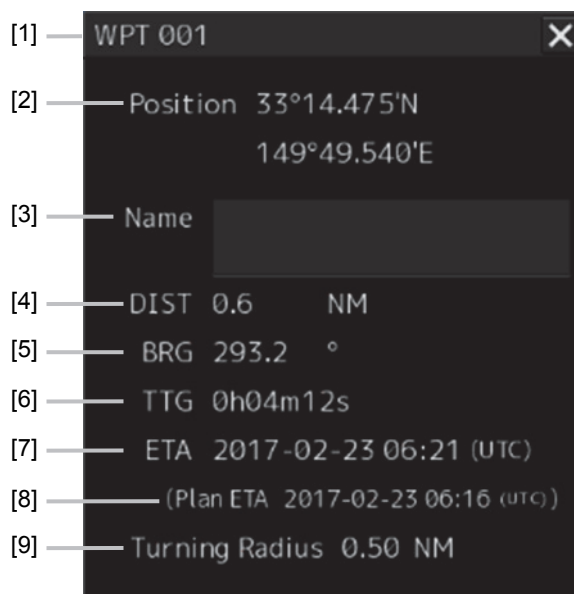 [1] WPT 001
[2] Position 33°14.475'N
149°49.540'E
[3] Name
[4] DIST 0.6 NM
[5] BRG 293.2 °
[6] TTG 0h04m12s
[7] ETA 2017-02-23 06:21 (UTC)
[8] (Plan ETA 2017-02-23 06:16 (UTC))
[9] Turning Radius 0.50 NM